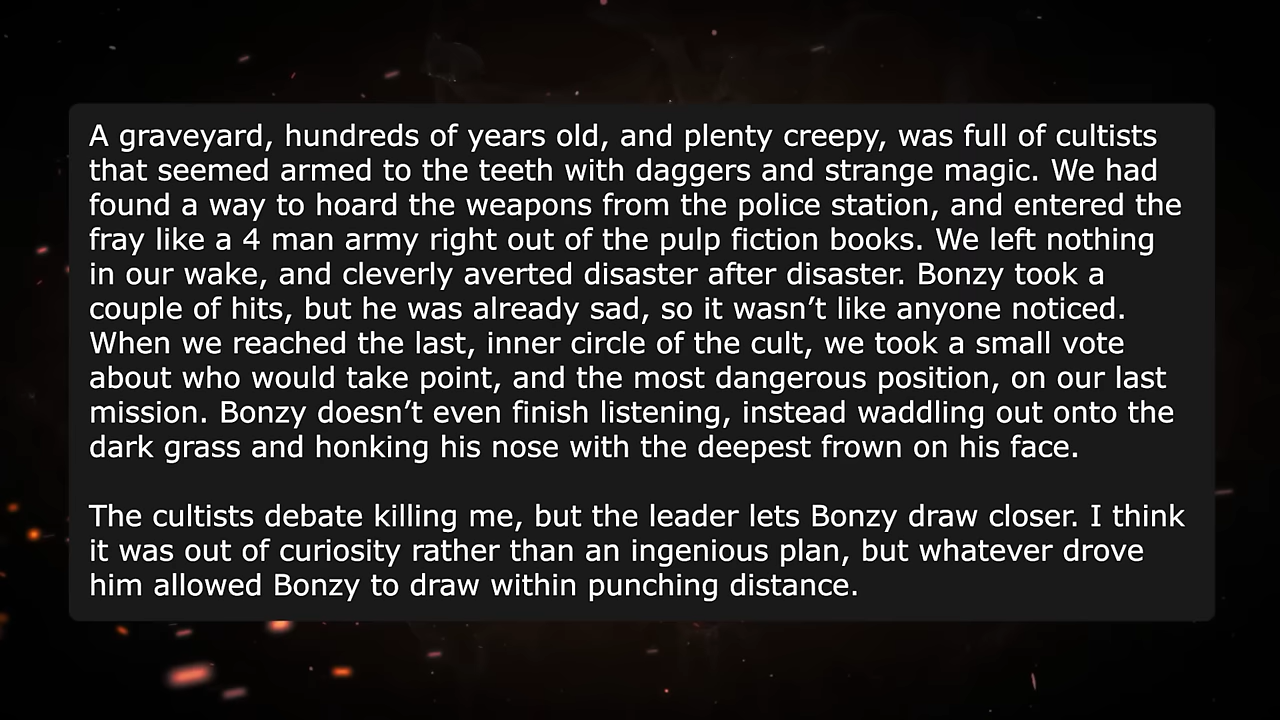 A graveyard, hundreds of years old, and plenty creepy, was full of cultists
that seemed armed to the teeth with daggers and strange magic. We had
found a way to hoard the weapons from the police station, and entered the
fray like a 4 man army right out of the pulp fiction books. We left nothing
in our wake, and cleverly averted disaster after disaster. Bonzy took a
couple of hits, but he was already sad, so it wasn’t like anyone noticed.
When we reached the last, inner circle of the cult, we took a small vote
about who would take point, and the most dangerous position, on our last
mission. Bonzy doesn’t even finish listening, instead waddling out onto the
dark grass and honking his nose with the deepest frown on his face.
The cultists debate killing me, but the leader lets Bonzy draw closer. I think
it was out of curiosity rather than an ingenious plan, but whatever drove
him allowed Bonzy to draw within punching distance.